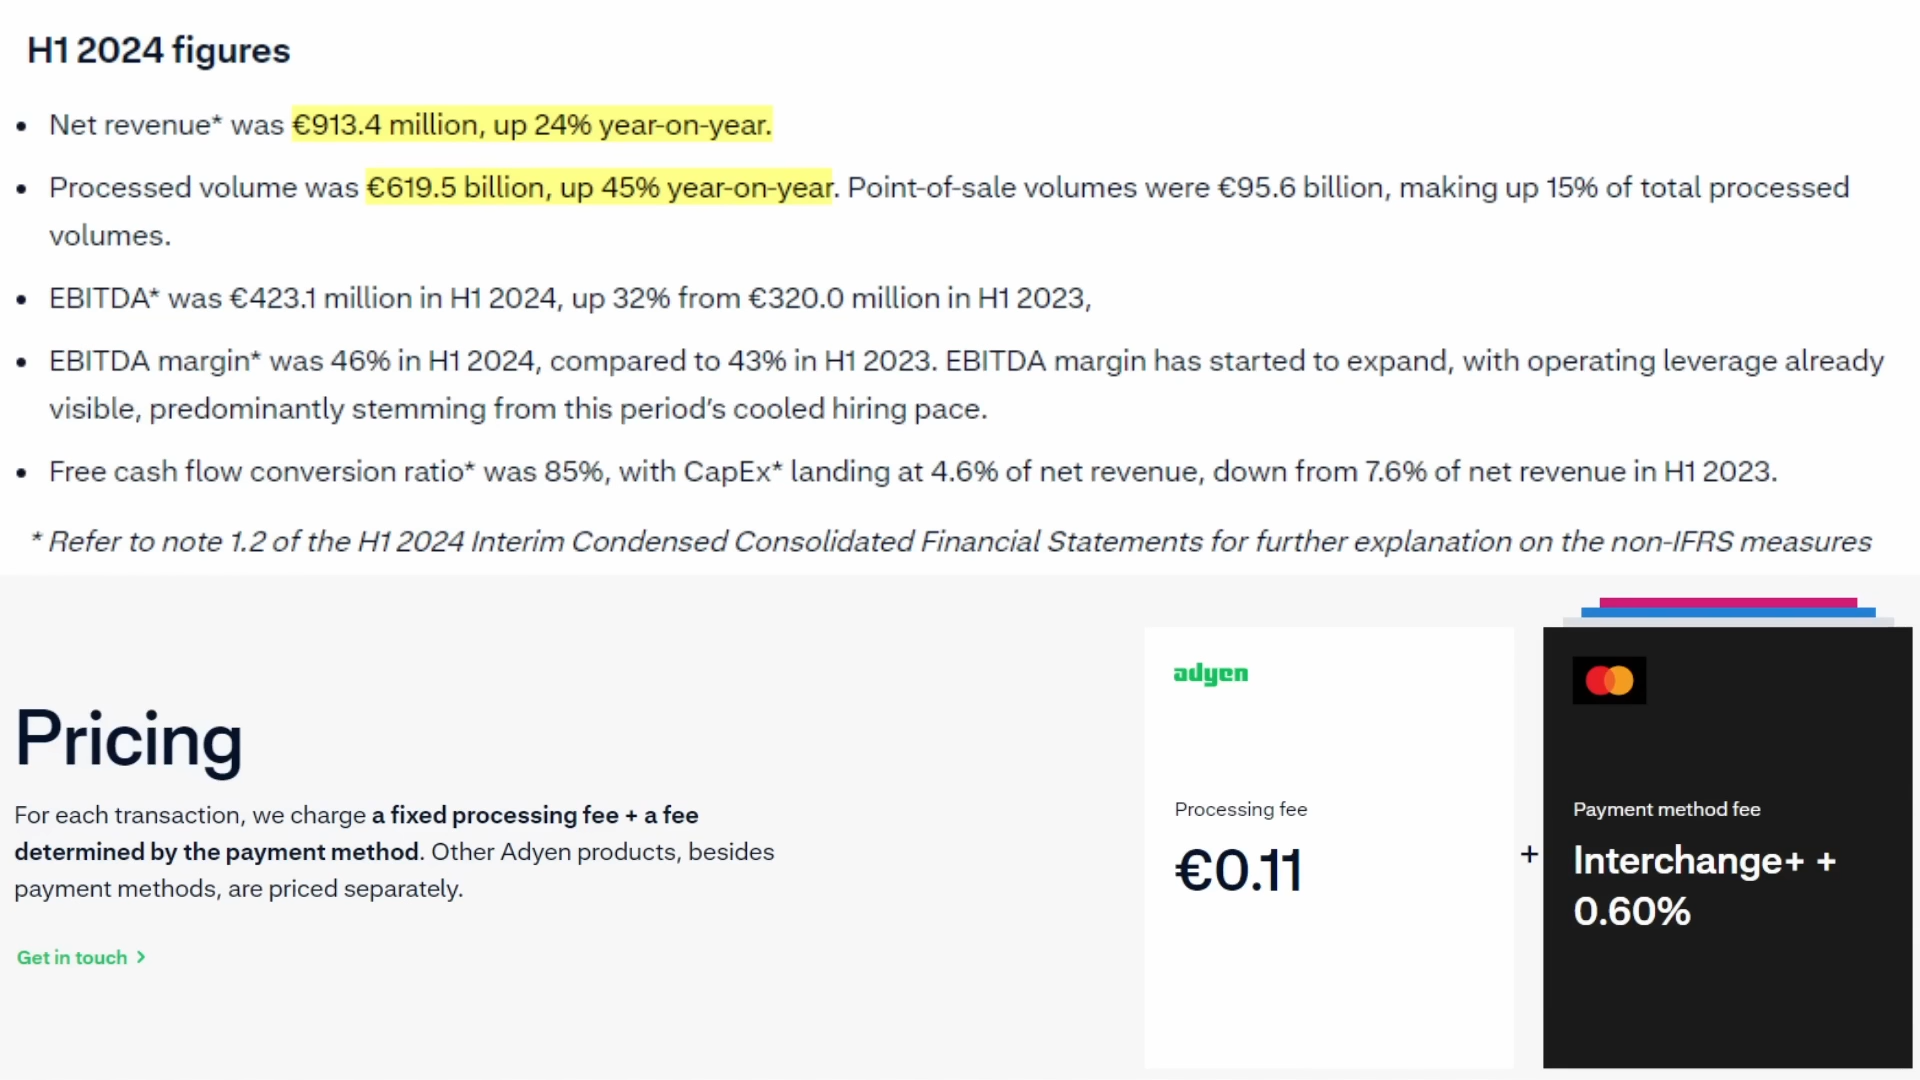 H1 2024 figures
• Net revenue* was €913.4 million, up 24% year-on-year.
• Processed volume was €619.5 billion, up 45% year-on-year. Point-of-sale volumes were €95.6 billion, making up 15% of total processed
volumes.
• EBITDA* was €423.1 million in H1 2024, up 32% from €320.0 million in H1 2023,
• EBITDA margin* was 46% in H1 2024, compared to 43% in H1 2023. EBITDA margin has started to expand, with operating leverage already
visible, predominantly stemming from this period’s cooled hiring pace.
• Free cash flow conversion ratio* was 85%, with CapEx* landing at 4.6% of net revenue, down from 7.6% of net revenue in H1 2023.
* Refer to note 1.2 of the H1 2024 Interim Condensed Consolidated Financial Statements for further explanation on the non-IFRS measures
Pricing
For each transaction, we charge a fixed processing fee + a fee
determined by the payment method. Other Adyen products, besides
payment methods, are priced separately.
Get in touch >
adyen
Processing fee
€0.11
+
Payment method fee
Interchange+ +
0.60%